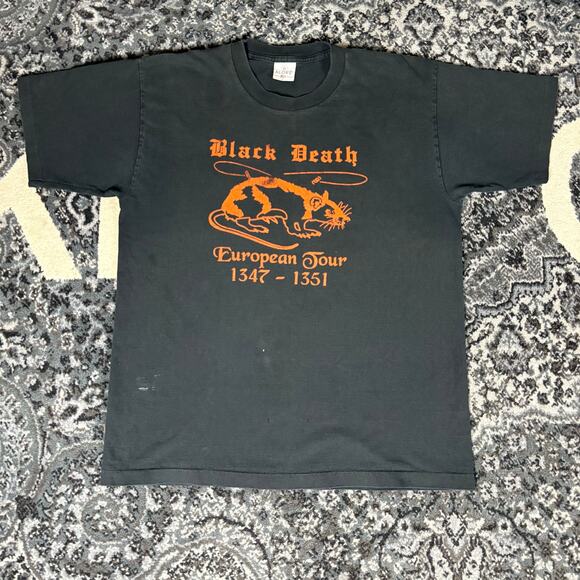 Black Death
European Tour
1347 - 1351